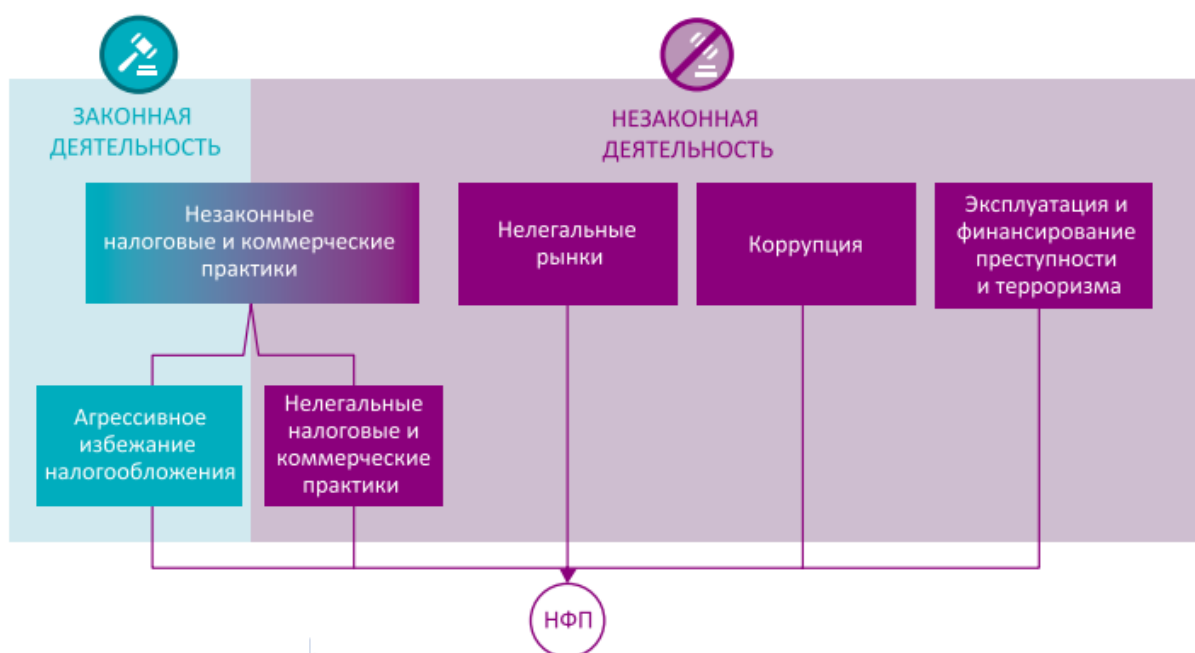 ЗАКОННАЯ
ДЕЯТЕЛЬНОСТЬ
НЕЗАКОННАЯ
ДЕЯТЕЛЬНОСТЬ
Незаконные
налоговые и коммерческие
практики
Нелегальные
рынки
Коррупция
Эксплуатация и
финансирование
преступности
и терроризма
Агрессивное
избежание
налогообложения
Нелегальные
налоговые и
коммерческие
практики
НФП